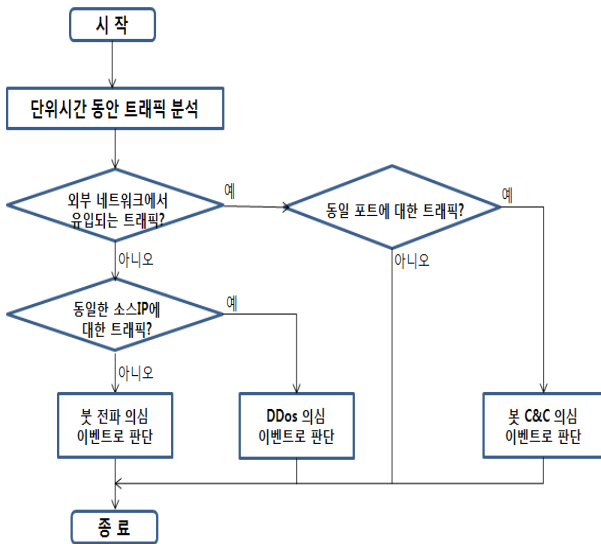 시 작
단위시간 동안 트래픽 분석
외부 네트워크에서
유입되는 트래픽?
예
동일 포트에 대한 트래픽?
예
아니오
아니오
동일한 소스IP에
대한 트래픽?
예
아니오
붓 전파 의심
이벤트로 판단
DDos 의심
이벤트로 판단
봇 C&C 의심
이벤트로 판단
종 료